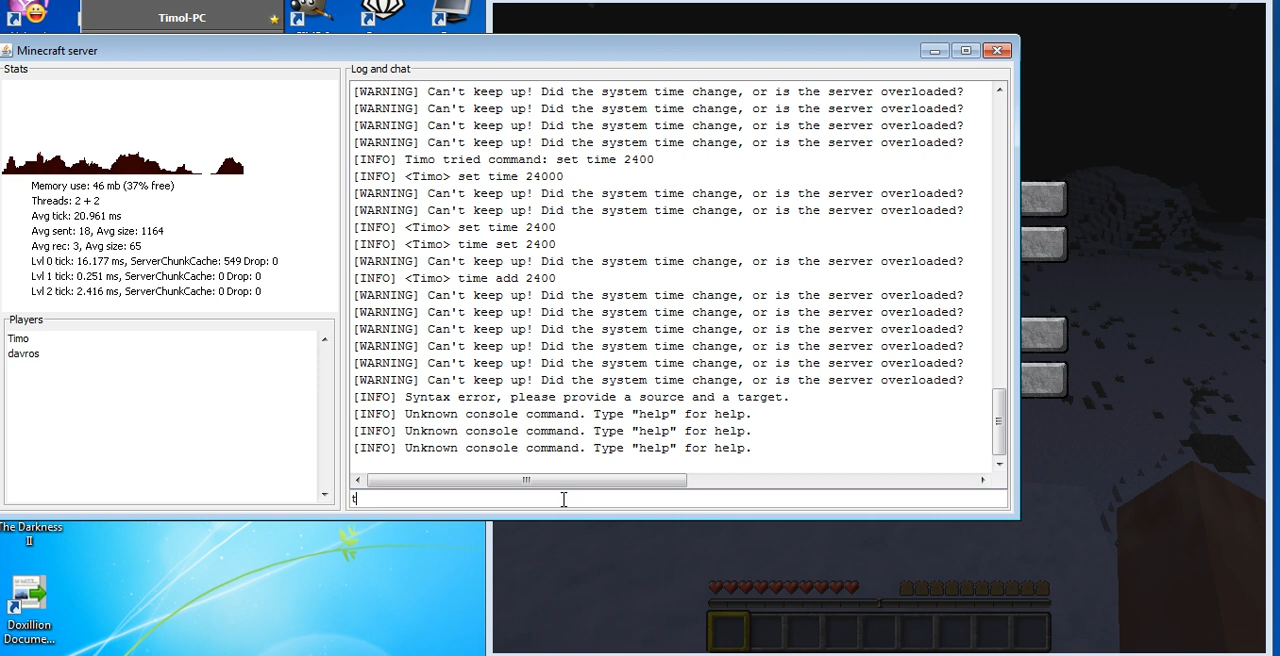 Timol-PC
Minecraft server
Stats
Log and chat
[WARNING] Can't keep up! Did the system time change, or is the server overloaded?
[WARNING] Can't keep up! Did the system time change, or is the server overloaded?
[WARNING] Can't keep up! Did the system time change, or is the server overloaded?
[WARNING] Can't keep up! Did the system time change, or is the server overloaded?
[INFO] Timo tried command: set time 2400
[INFO] <Timo> set time 24000
[WARNING] Can't keep up! Did the system time change, or is the server overloaded?
[WARNING] Can't keep up! Did the system time change, or is the server overloaded?
[INFO] <Timo> set time 2400
[INFO] <Timo> time set 2400
[WARNING] Can't keep up! Did the system time change, or is the server overloaded?
[INFO] <Timo> time add 2400
[WARNING] Can't keep up! Did the system time change, or is the server overloaded?
[WARNING] Can't keep up! Did the system time change, or is the server overloaded?
[WARNING] Can't keep up! Did the system time change, or is the server overloaded?
[WARNING] Can't keep up! Did the system time change, or is the server overloaded?
[WARNING] Can't keep up! Did the system time change, or is the server overloaded?
[WARNING] Can't keep up! Did the system time change, or is the server overloaded?
[INFO] Syntax error, please provide a source and a target.
[INFO] Unknown console command. Type "help" for help.
[INFO] Unknown console command. Type "help" for help.
[INFO] Unknown console command. Type "help" for help.
t
Memory use: 46 mb (37% free)
Threads: 2 + 2
Avg tick: 20.961 ms
Avg sent: 18, Avg size: 1164
Avg rec: 3, Avg size: 65
Lvl 0 tick: 16.177 ms, ServerChunkCache: 549 Drop: 0
Lvl 1 tick: 0.251 ms, ServerChunkCache: 0 Drop: 0
Lvl 2 tick: 2.416 ms, ServerChunkCache: 0 Drop: 0
Players
Timo
davros
The Darkness
II
Doxillion
Docume...